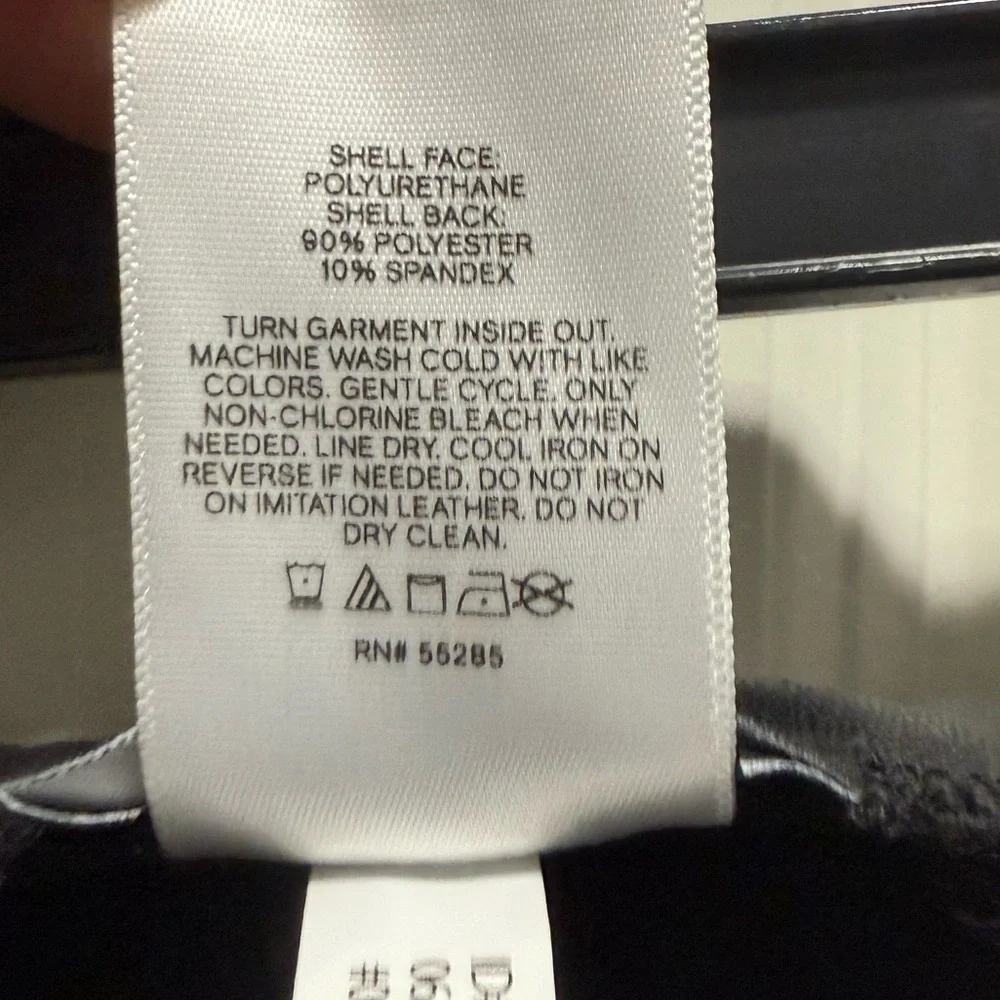 SHELL FACE:
POLYURETHANE
SHELL BACK:
90% POLYESTER
10% SPANDEX
TURN GARMENT INSIDE OUT.
MACHINE WASH COLD WITH LIKE
COLORS. GENTLE CYCLE. ONLY
NON-CHLORINE BLEACH WHEN
NEEDED. LINE DRY. COOL IRON ON
REVERSE IF NEEDED. DO NOT IRON
ON IMITATION LEATHER. DO NOT
DRY CLEAN.
RN# 55285